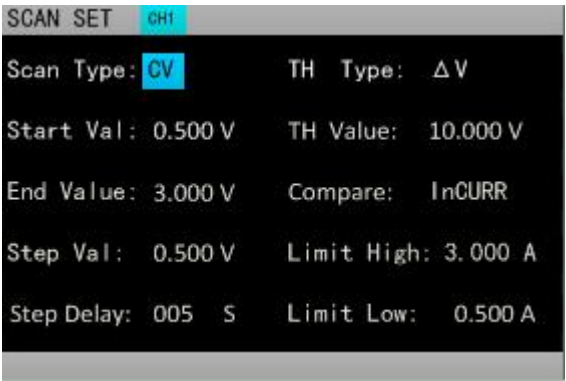 SCAN SET CH1
Scan Type: CV TH Type: ΔV
Start Val: 0.500 V TH Value: 10.000 V
End Value: 3.000 V Compare: InCURR
Step Val: 0.500 V Limit High: 3.000 A
Step Delay: 005 S Limit Low: 0.500 A